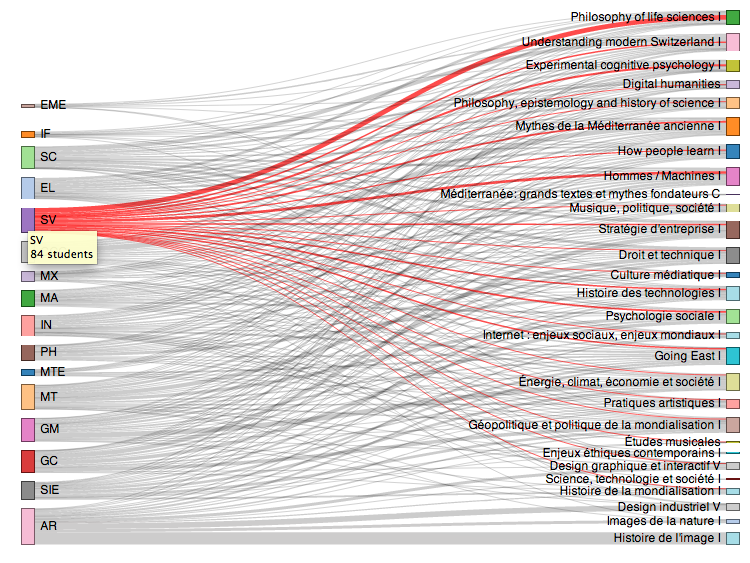 EME
IF
SC
EL
SV
SV
84 students
MX
MA
IN
PH
MTE
MT
GM
GC
SIE
AR
Philosophy of life sciences I
Understanding modern Switzerland I
Experimental cognitive psychology I
Digital humanities
Philosophy, epistemology and history of science I
Mythes de la Méditerranée ancienne I
How people learn I
Hommes / Machines I
Méditerranée: grands textes et mythes fondateurs C
Musique, politique, société I
Stratégie d'entreprise I
Droit et technique I
Culture médiatique I
Histoire des technologies I
Psychologie sociale I
Internet : enjeux sociaux, enjeux mondiaux I
Going East I
Énergie, climat, économie et société I
Pratiques artistiques I
Géopolitique et politique de la mondialisation I
Études musicales
Enjeux éthiques contemporains I
Design graphique et interactif V
Science, technologie et société I
Histoire de la mondialisation I
Design industriel V
Images de la nature I
Histoire de l'image I